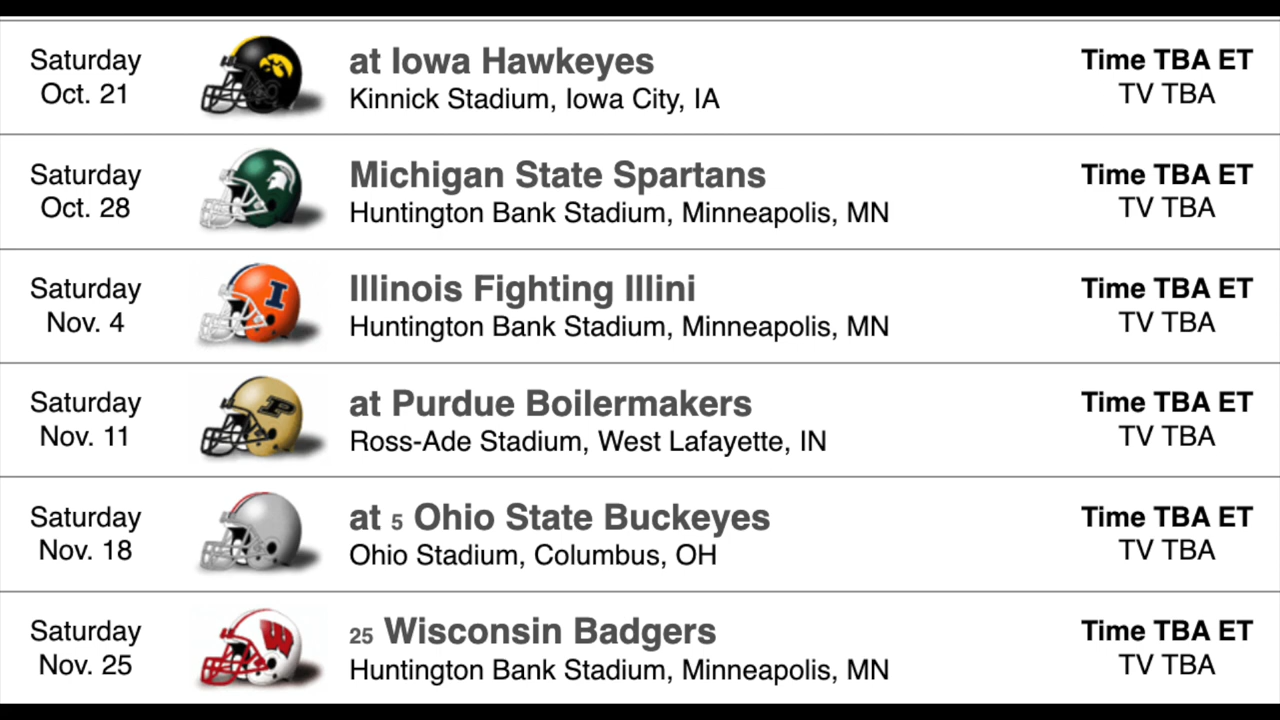 Saturday
Oct. 21
at Iowa Hawkeyes
Kinnick Stadium, Iowa City, IA
Time TBA ET
TV TBA
Saturday
Oct. 28
Michigan State Spartans
Huntington Bank Stadium, Minneapolis, MN
Time TBA ET
TV TBA
Saturday
Nov. 4
I
Illinois Fighting Illini
Huntington Bank Stadium, Minneapolis, MN
Time TBA ET
TV TBA
Saturday
Nov. 11
P
at Purdue Boilermakers
Ross-Ade Stadium, West Lafayette, IN
Time TBA ET
TV TBA
Saturday
Nov. 18
at 5 Ohio State Buckeyes
Ohio Stadium, Columbus, OH
Time TBA ET
TV TBA
Saturday
Nov. 25
W
25 Wisconsin Badgers
Huntington Bank Stadium, Minneapolis, MN
Time TBA ET
TV TBA